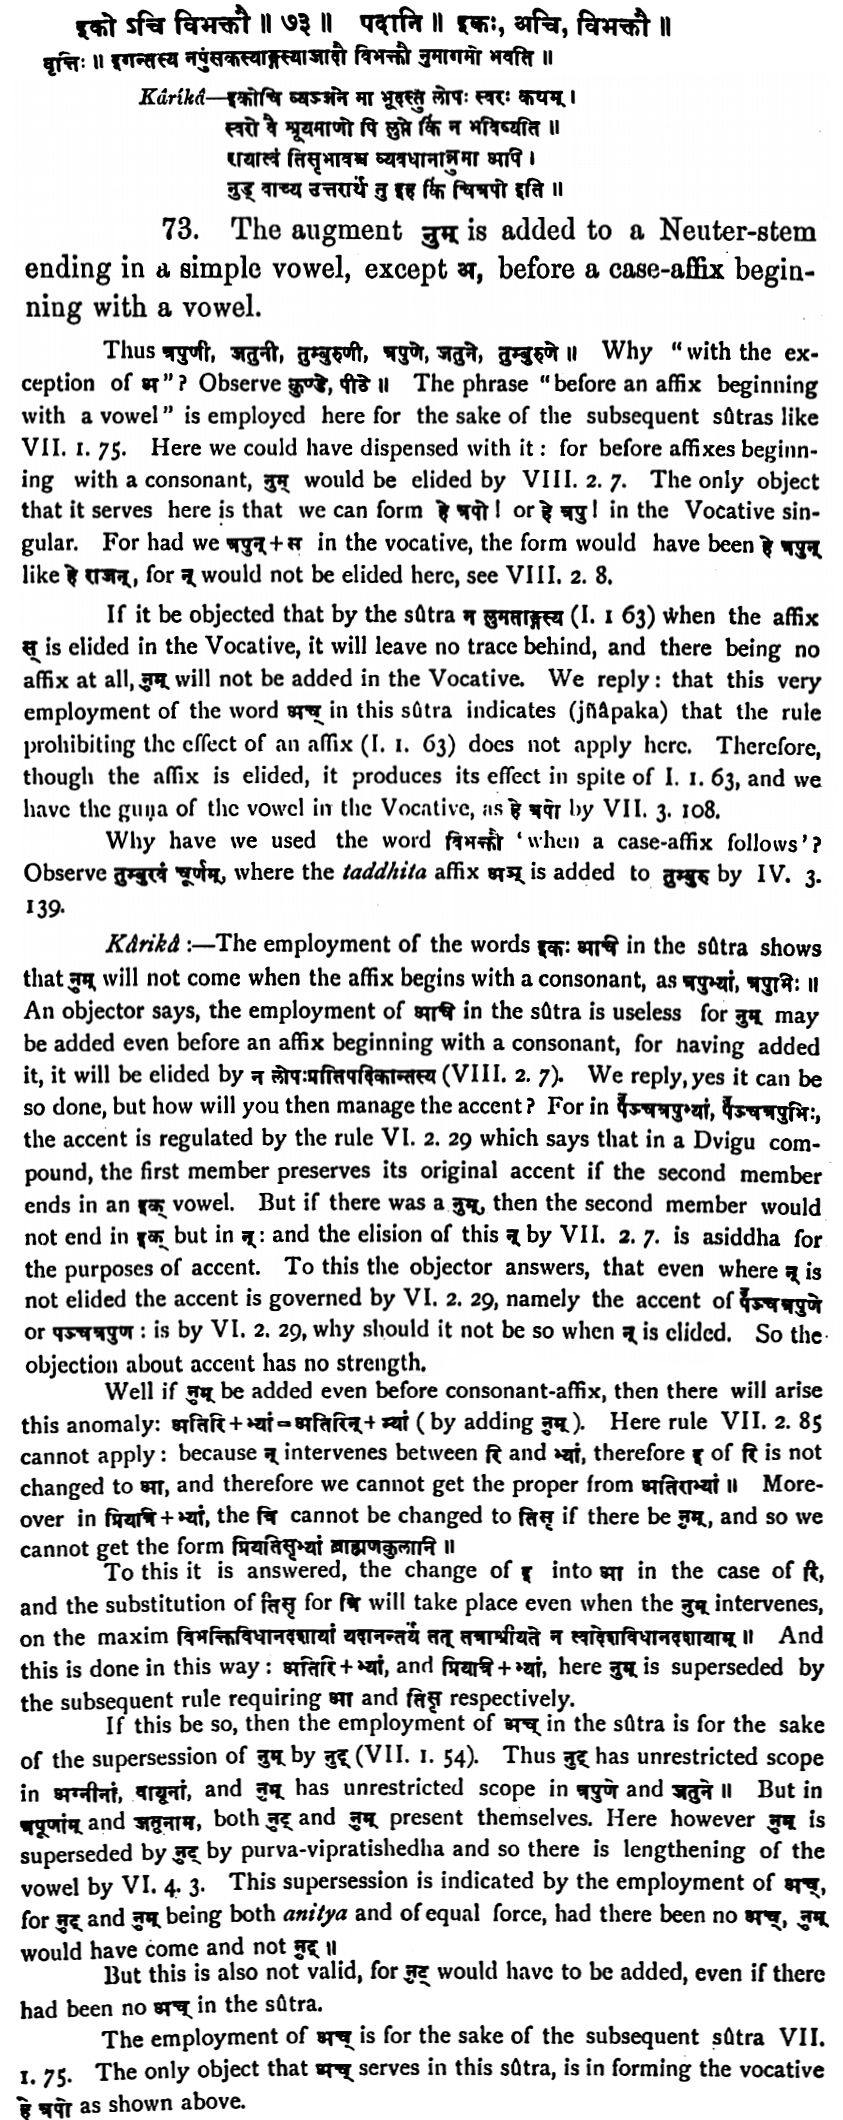 इको ऽचि विभक्तौ ॥ ७३ ॥ पदानि ॥ इकः, अचि, विभक्तौ ॥
वृत्तिः ॥ इगन्तस्य नपुंसकस्याङ्गस्याजादौ विभक्तौ नुमागमो भवति ॥
Kârikâ—इकोचि व्यञ्जने मा भूदस्तु लोपः स्वरः कथम् ।
स्वरो वै श्रूयमाणो पि लुप्ते किं न भविष्यति ॥
रायात्वं तिसृभावश्च व्यवधानान्नुमा अपि ।
नुड् वाच्य उत्तरार्थं तु इह किं चित्रपो इति ॥
73. The augment नुम् is added to a Neuter-stem
ending in a simple vowel, except अ, before a case-affix begin-
ning with a vowel.
Thus त्रपुणी, जतुनी, तुम्बुरुणी, त्रपुणे, जतुने, तुम्बुरुणे ॥ Why "with the ex-
ception of अ"? Observe कुण्डे, पीठे ॥ The phrase "before an affix beginning
with a vowel" is employed here for the sake of the subsequent sûtras like
VII. 1. 75. Here we could have dispensed with it : for before affixes beginn-
ing with a consonant, नुम् would be elided by VIII. 2. 7. The only object
that it serves here is that we can form हे त्रपो ! or हे त्रपु ! in the Vocative sin-
gular. For had we त्रपुन् + स in the vocative, the form would have been हे त्रपुन्
like हे राजन्, for न् would not be elided here, see VIII. 2. 8.
If it be objected that by the sûtra न लुमताङ्गस्य (I. 1 63) when the affix
स् is elided in the Vocative, it will leave no trace behind, and there being no
affix at all, नुम् will not be added in the Vocative. We reply : that this very
employment of the word अच् in this sûtra indicates (jñâpaka) that the rule
prohibiting the effect of an affix (I. 1. 63) does not apply here. Therefore,
though the affix is elided, it produces its effect in spite of I. 1. 63, and we
have the guṇa of the vowel in the Vocative, as हे त्रपो by VII. 3. 108.
Why have we used the word विभक्तौ 'when a case-affix follows'?
Observe तुम्बुरवं चूर्णम्, where the taddhita affix अञ् is added to तुम्बुरु by IV. 3.
139.
Kârikâ :—The employment of the words इकः अचि in the sûtra shows
that नुम् will not come when the affix begins with a consonant, as त्रपुभ्यां, त्रपुभिः ॥
An objector says, the employment of अचि in the sûtra is useless for नुम् may
be added even before an affix beginning with a consonant, for having added
it, it will be elided by न लोपःप्रातिपदिकान्तस्य (VIII. 2. 7). We reply, yes it can be
so done, but how will you then manage the accent? For in पँञ्चत्रपुभ्यां, पँञ्चत्रपुभिः,
the accent is regulated by the rule VI. 2. 29 which says that in a Dvigu com-
pound, the first member preserves its original accent if the second member
ends in an इक् vowel. But if there was a नुम्, then the second member would
not end in इक् but in न् : and the elision of this न् by VII. 2. 7. is asiddha for
the purposes of accent. To this the objector answers, that even where न् is
not elided the accent is governed by VI. 2. 29, namely the accent of पँञ्चत्रपुणे
or पञ्चत्रपुण : is by VI. 2. 29, why should it not be so when न् is elided. So the
objection about accent has no strength.
Well if नुम् be added even before consonant-affix, then there will arise
this anomaly: अतिरि + भ्यां = अतिरिन् + भ्यां ( by adding नुम् ). Here rule VII. 2. 85
cannot apply : because न् intervenes between रि and भ्यां, therefore इ of रि is not
changed to आ, and therefore we cannot get the proper from अतिराभ्यां ॥ More-
over in प्रियत्रि + भ्यां, the त्रि cannot be changed to तिसृ if there be नुम्, and so we
cannot get the form प्रियतिसृभ्यां ब्राह्मणकुलानि ॥
To this it is answered, the change of इ into आ in the case of रि,
and the substitution of तिसृ for त्रि will take place even when the नुम् intervenes,
on the maxim विभक्तिविधानदशायां यदानन्तर्यं तत् तत्राश्रीयते न त्वादेशविधानदशायाम् ॥ And
this is done in this way : अतिरि + भ्यां, and प्रियत्रि + भ्यां, here नुम् is superseded by
the subsequent rule requiring आ and तिसृ respectively.
If this be so, then the employment of अच् in the sûtra is for the sake
of the supersession of नुम् by नुट् (VII. 1. 54). Thus नुट् has unrestricted scope
in अग्नीनां, वायूनां, and नुम् has unrestricted scope in त्रपुणे and जतुने ॥ But in
त्रपूणांम् and जतूनाम, both नुट् and नुम् present themselves. Here however नुम् is
superseded by नुट् by purva-vipratishedha and so there is lengthening of the
vowel by VI. 4. 3. This supersession is indicated by the employment of अच्,
for नुट् and नुम् being both anitya and of equal force, had there been no अच्, नुम्
would have come and not नुट् ॥
But this is also not valid, for नुट् would have to be added, even if there
had been no अच् in the sûtra.
The employment of अच् is for the sake of the subsequent sûtra VII.
1. 75. The only object that अच् serves in this sûtra, is in forming the vocative
हे त्रपो as shown above.